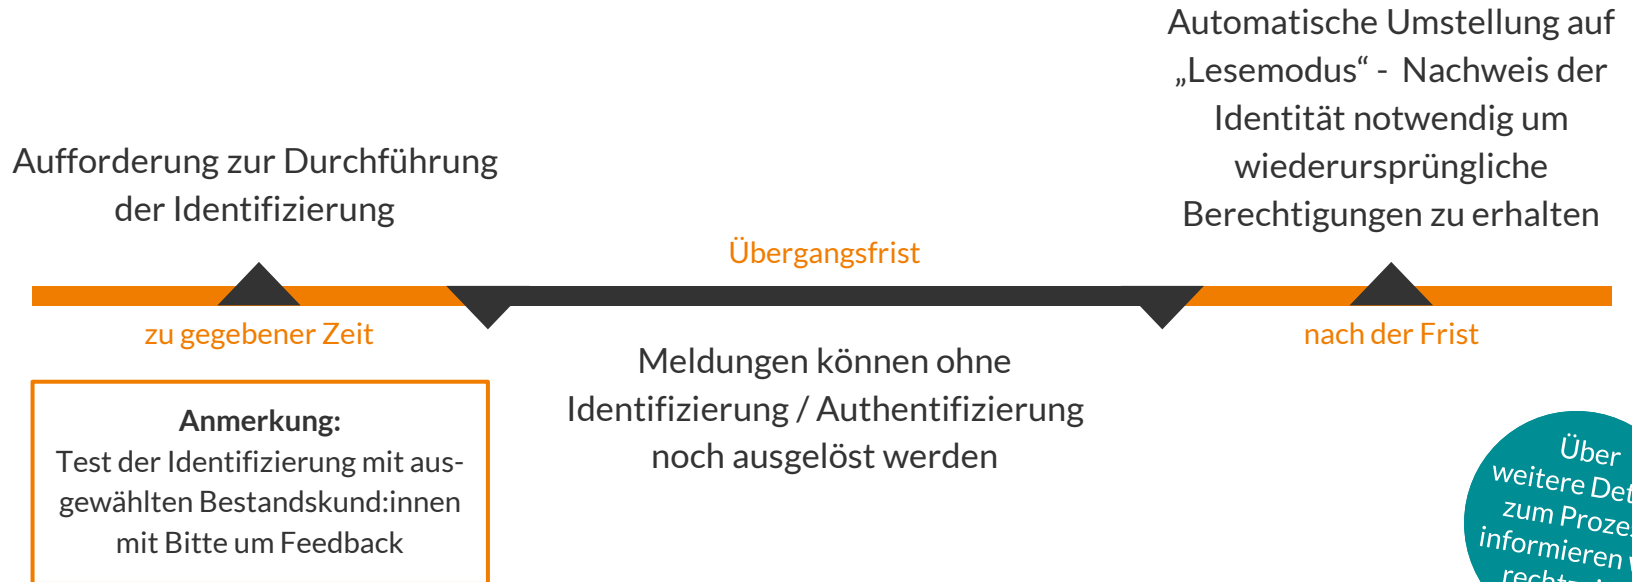 Aufforderung zur Durchführung
der Identifizierung
Automatische Umstellung auf
„Lesemodus“ - Nachweis der
Identität notwendig um
wiederursprüngliche
Berechtigungen zu erhalten
Übergangsfrist
zu gegebener Zeit
nach der Frist
Meldungen können ohne
Identifizierung / Authentifizierung
noch ausgelöst werden
Anmerkung:
Test der Identifizierung mit aus-
gewählten Bestandskund:innen
mit Bitte um Feedback
Über
weitere
zum
informieren